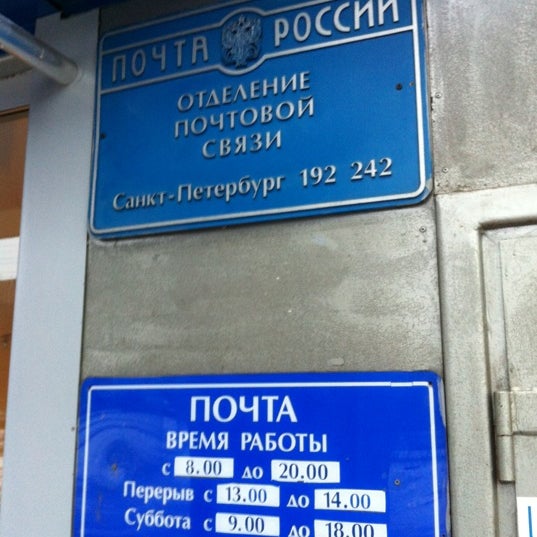 ПОЧТА РОССИИ
ОТДЕЛЕНИЕ
ПОЧТОВОЙ
СВЯЗИ
Санкт-Петербург 192 242
ПОЧТА
ВРЕМЯ РАБОТЫ
с 8.00 до 20.00
Перерыв с 13.00 до 14.00
Суббота с 9.00 до 18.00